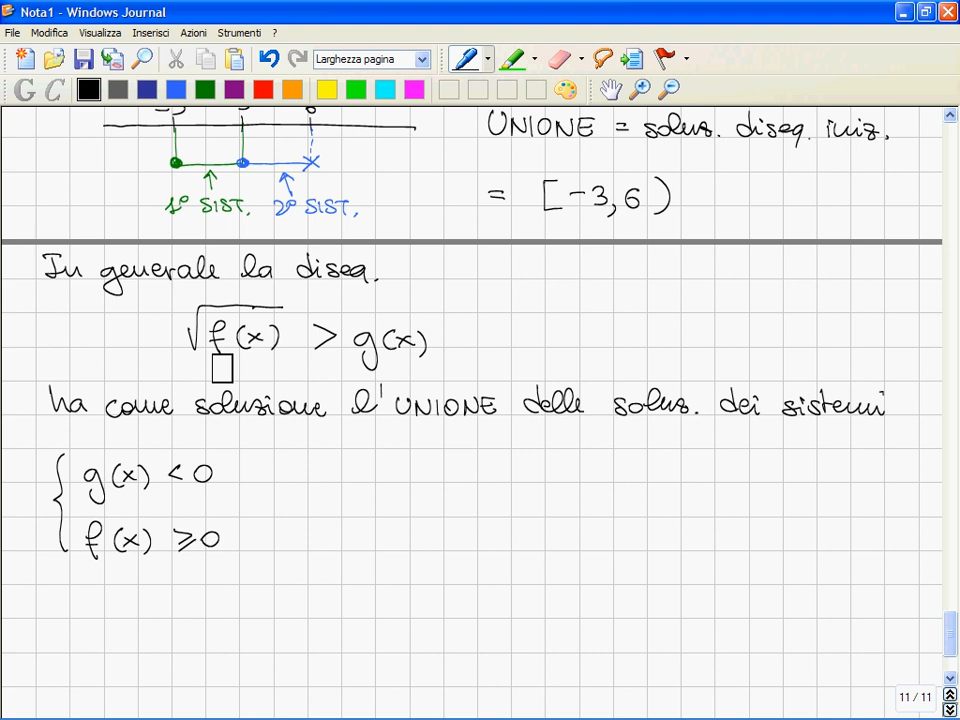 Nota1 - Windows Journal
File Modifica Visualizza Inserisci Azioni Strumenti ?
Larghezza pagina
G C
UNIONE = soluz. diseq. iniz.
1° SIST. 2° SIST.
= [-3,6)
In generale la diseq.
√f(x) > g(x)
ha come soluzione l'UNIONE delle soluz. dei sistemi
{ g(x) < 0
f(x) ≥ 0
11 / 11